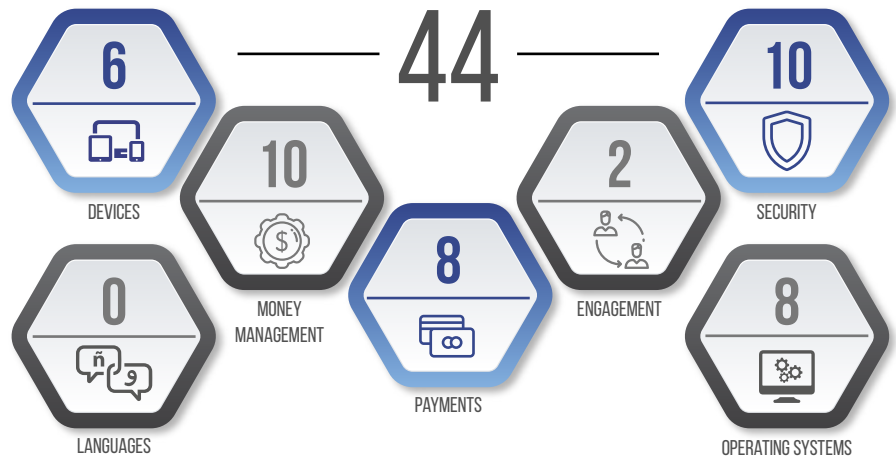 44
6
DEVICES
10
$
MONEY
MANAGEMENT
8
PAYMENTS
2
ENGAGEMENT
10
SECURITY
0
ñ
و
LANGUAGES
8
OPERATING SYSTEMS